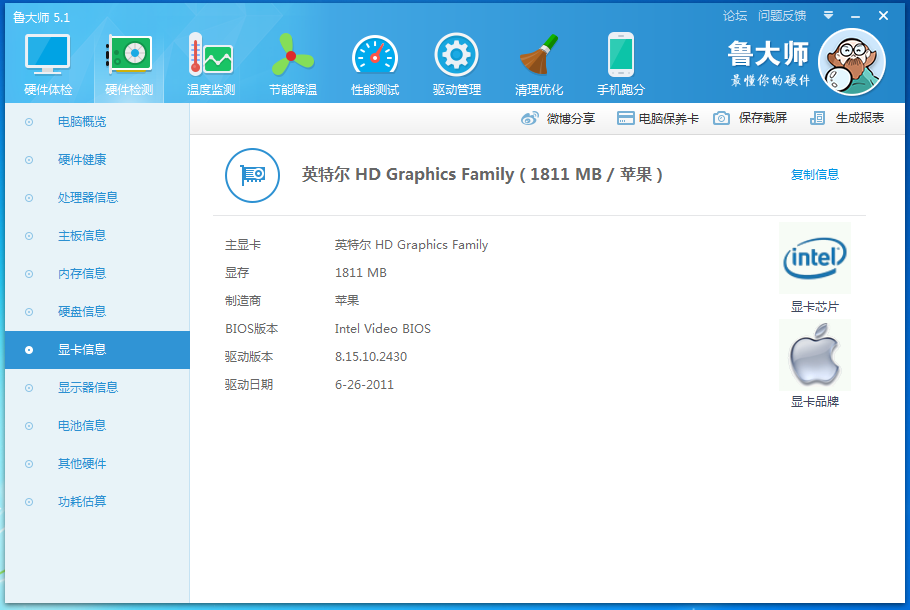 鲁大师 5.1
论坛 问题反馈
硬件体检 硬件检测 温度监测 节能降温 性能测试 驱动管理 清理优化 手机跑分
鲁大师
最懂你的硬件
微博分享 电脑保养卡 保存截屏 生成报表
电脑概览
硬件健康
处理器信息
主板信息
内存信息
硬盘信息
显卡信息
显示器信息
电池信息
其他硬件
功耗估算
英特尔 HD Graphics Family ( 1811 MB / 苹果 )
复制信息
主显卡 英特尔 HD Graphics Family
显存 1811 MB
制造商 苹果
BIOS版本 Intel Video BIOS
驱动版本 8.15.10.2430
驱动日期 6-26-2011
intel
显卡芯片
显卡品牌